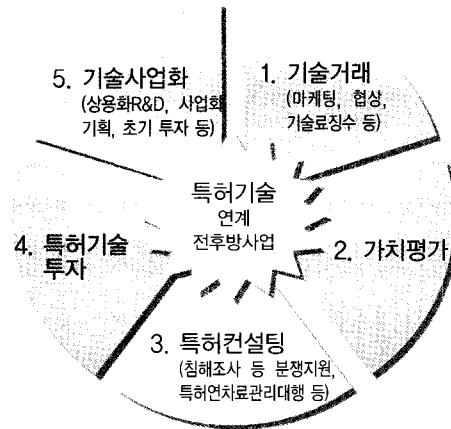 5. 기술사업화
(상용화R&D, 사업화
기획, 초기 투자 등)
1. 기술거래
(마케팅, 협상,
기술료징수 등)
특허기술
연계
전후방사업
4. 특허기술
투자
2. 가치평가
3. 특허컨설팅
(침해조사 등 분쟁지원,
특허연차료관리대행 등)